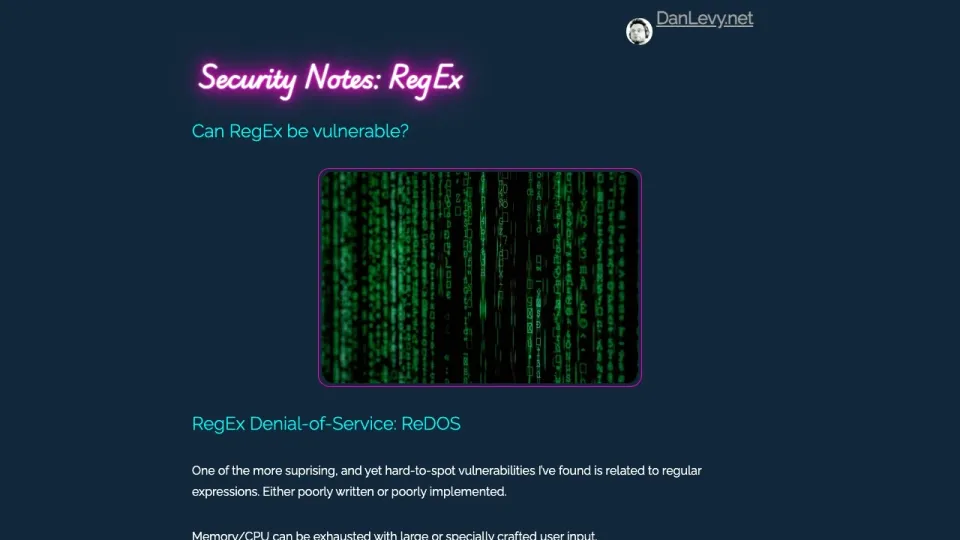 DanLevy.net
Security Notes: RegEx
Can RegEx be vulnerable?
RegEx Denial-of-Service: ReDOS
One of the more suprising, and yet hard-to-spot vulnerabilities I've found is related to regular
expressions. Either poorly written or poorly implemented.
Memory/CPU can be exhausted with large or specially crafted user input.